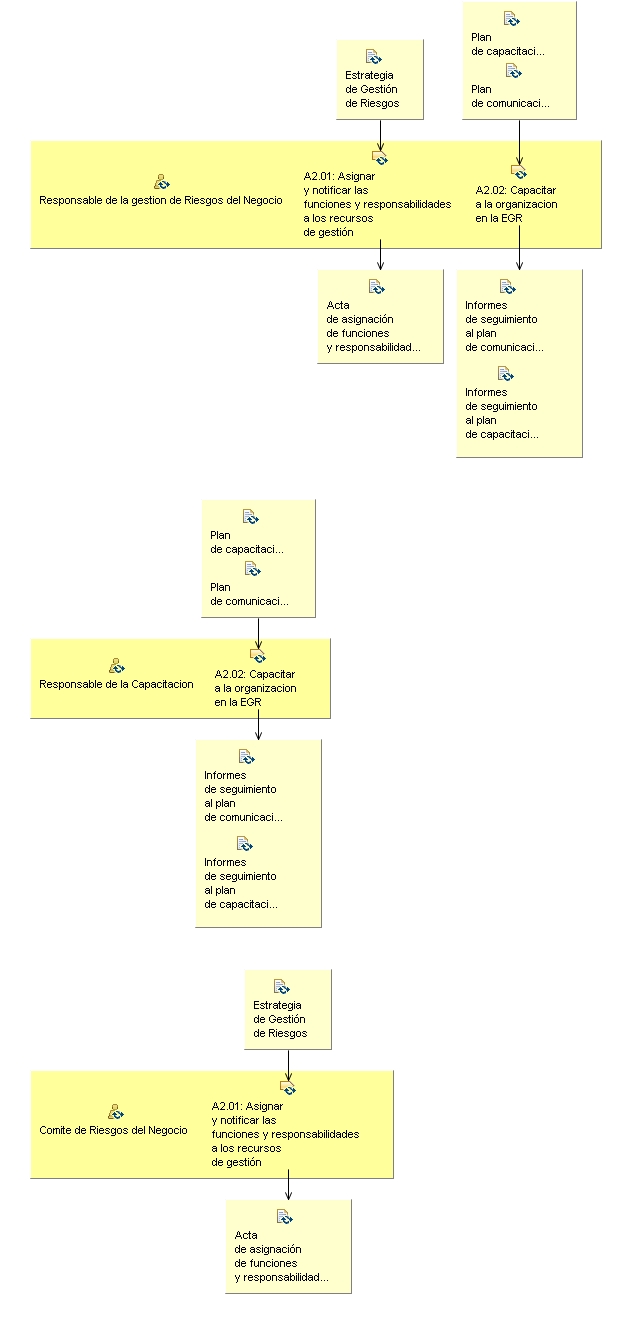 Plan
de capacitaci...
Plan
de comunicaci...
Estrategia
de Gestión
de Riesgos
Responsable de la gestion de Riesgos del Negocio
A2.01: Asignar
y notificar las
funciones y responsabilidades
a los recursos
de gestión
A2.02: Capacitar
a la organizacion
en la EGR
Acta
de asignación
de funciones
y responsabilidad...
Informes
de seguimiento
al plan
de comunicaci...
Informes
de seguimiento
al plan
de capacitaci...
Plan
de capacitaci...
Plan
de comunicaci...
Responsable de la Capacitacion
A2.02: Capacitar
a la organizacion
en la EGR
Informes
de seguimiento
al plan
de comunicaci...
Informes
de seguimiento
al plan
de capacitaci...
Estrategia
de Gestión
de Riesgos
Comite de Riesgos del Negocio
A2.01: Asignar
y notificar las
funciones y responsabilidades
a los recursos
de gestión
Acta
de asignación
de funciones
y responsabilidad...